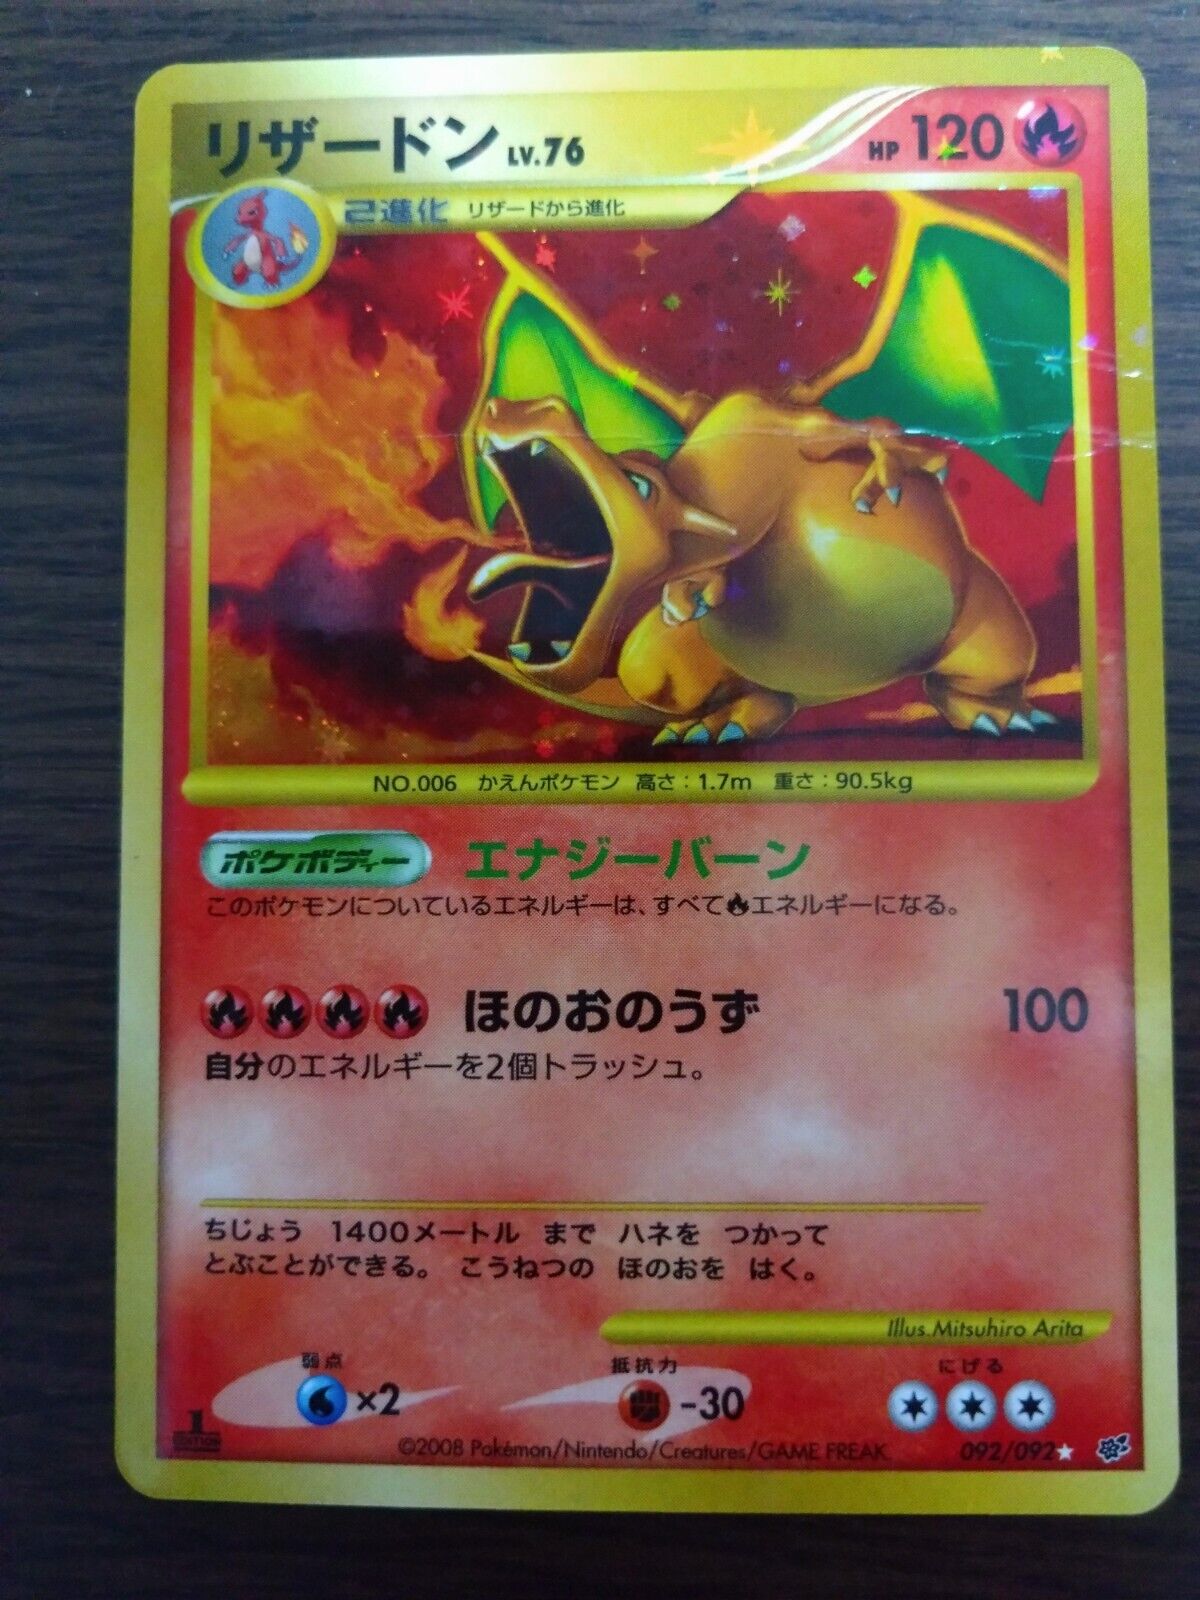 リザードン LV.76 HP 120
2進化 リザードから進化
NO.006 かえんポケモン 高さ：1.7m 重さ：90.5kg
ポケボディー エナジーバーン
このポケモンについているエネルギーは、すべてエネルギーになる。
ほのおのうず 100
自分のエネルギーを2個トラッシュ。
ちじょう 1400メートル まで ハネを つかって
とぶことができる。 こうねつの ほのおを はく。
Illus.Mitsuhiro Arita
弱点 抵抗力 にげる
×2 -30
1 EDITION
©2008 Pokémon/Nintendo/Creatures/GAME FREAK 092/092★